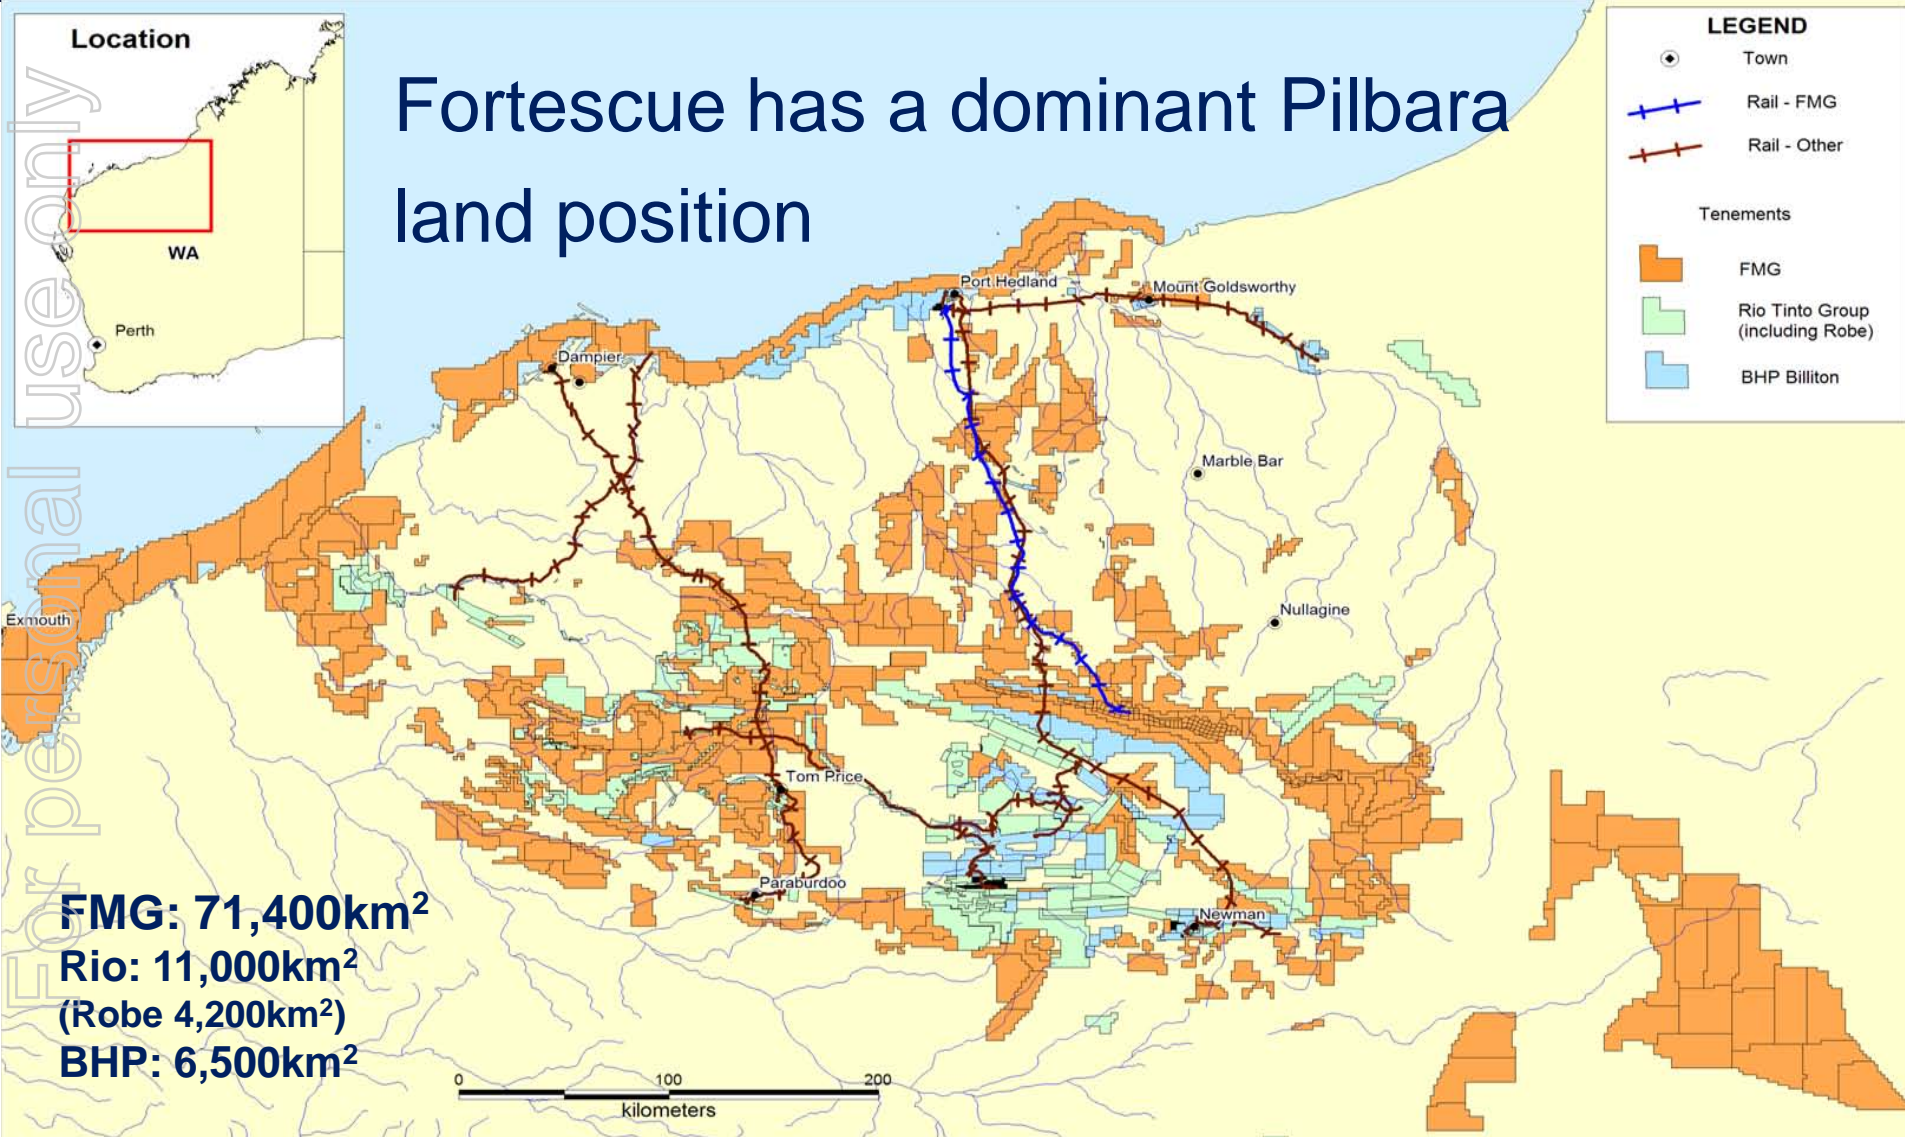 Location
WA
Perth
For personal use only
Fortescue has a dominant Pilbara
land position
LEGEND
Town
Rail - FMG
Rail - Other
Tenements
FMG
Rio Tinto Group
(including Robe)
BHP Billiton
Port Hedland
Mount Goldsworthy
Dampier
Marble Bar
Nullagine
Exmouth
Tom Price
Paraburdoo
Newman
FMG: 71,400km²
Rio: 11,000km²
(Robe 4,200km²)
BHP: 6,500km²
0 100 200
kilometers